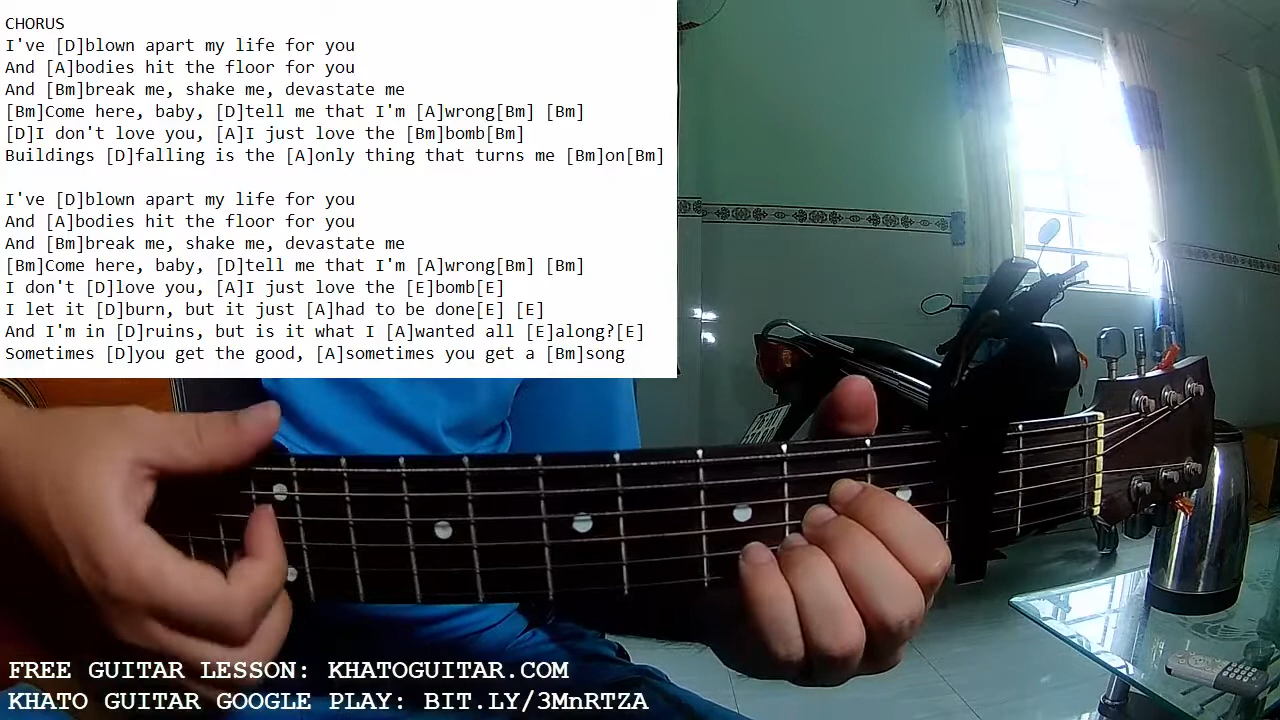 CHORUS
I've [D]blown apart my life for you
And [A]bodies hit the floor for you
And [Bm]break me, shake me, devastate me
[Bm]Come here, baby, [D]tell me that I'm [A]wrong[Bm] [Bm]
[D]I don't love you, [A]I just love the [Bm]bomb[Bm]
Buildings [D]falling is the [A]only thing that turns me [Bm]on[Bm]
I've [D]blown apart my life for you
And [A]bodies hit the floor for you
And [Bm]break me, shake me, devastate me
[Bm]Come here, baby, [D]tell me that I'm [A]wrong[Bm] [Bm]
I don't [D]love you, [A]I just love the [E]bomb[E]
I let it [D]burn, but it just [A]had to be done[E] [E]
And I'm in [D]ruins, but is it what I [A]wanted all [E]along?[E]
Sometimes [D]you get the good, [A]sometimes you get a [Bm]song
FREE GUITAR LESSON: KHATOGUITAR.COM
KHATO GUITAR GOOGLE PLAY: BIT.LY/3MnRTZA